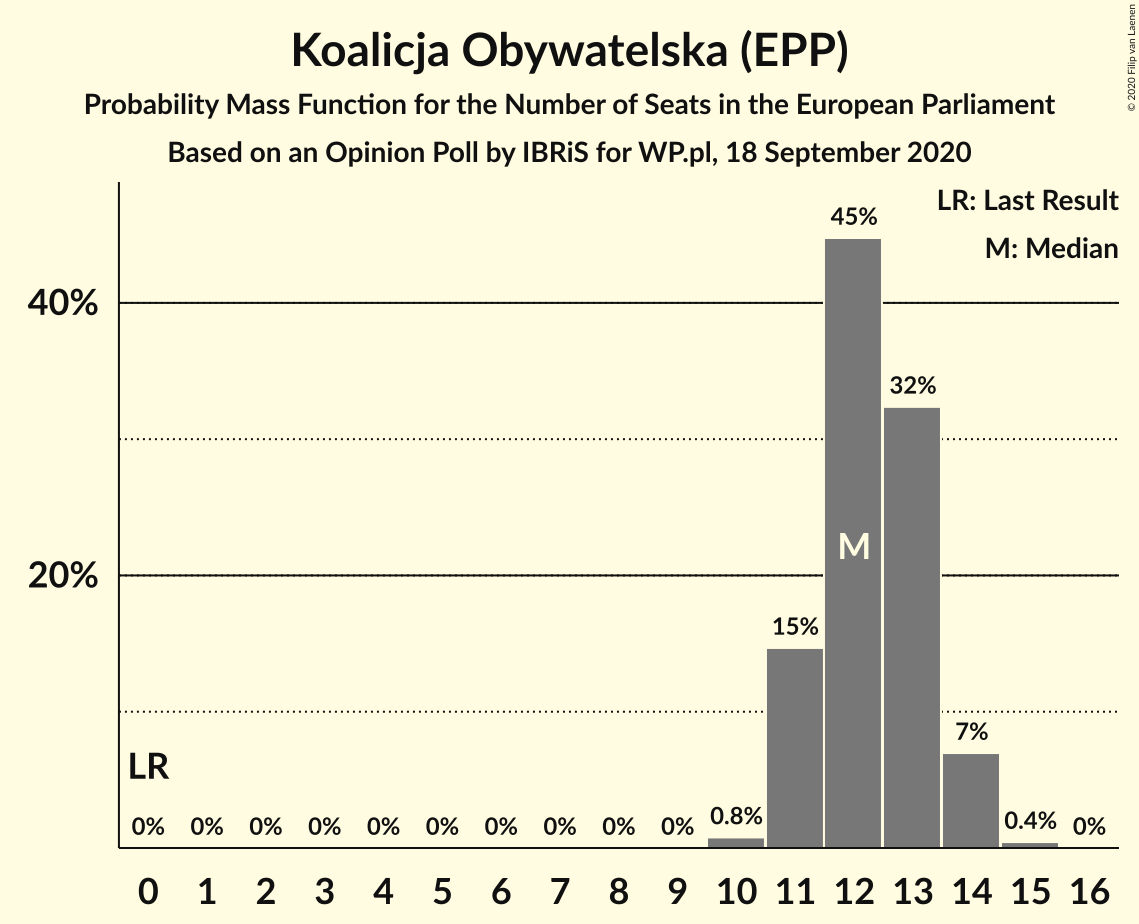 Koalicja Obywatelska (EPP)
Probability Mass Function for the Number of Seats in the European Parliament
Based on an Opinion Poll by IBRiS for WP.pl, 18 September 2020
© 2020 Filip van Laenen
LR: Last Result
M: Median
45%
40%
32%
M
20%
15%
7%
LR
0% 0% 0% 0% 0% 0% 0% 0% 0% 0% 0.8% 0.4% 0%
0 1 2 3 4 5 6 7 8 9 10 11 12 13 14 15 16